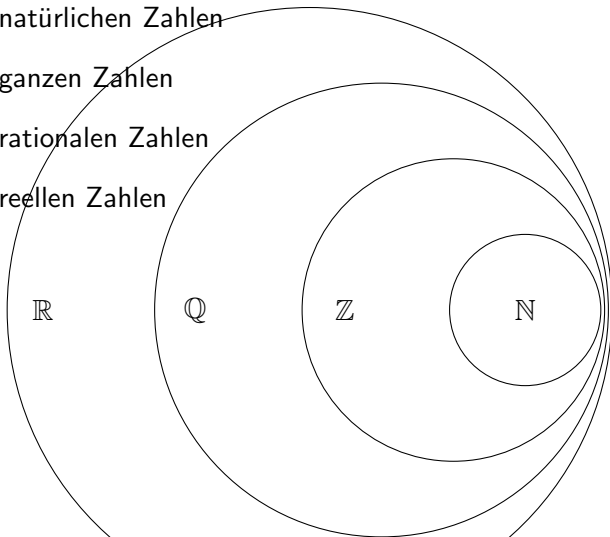 natürlichen Zahlen
ganzen Zahlen
rationalen Zahlen
reellen Zahlen
ℝ ℚ ℤ ℕ